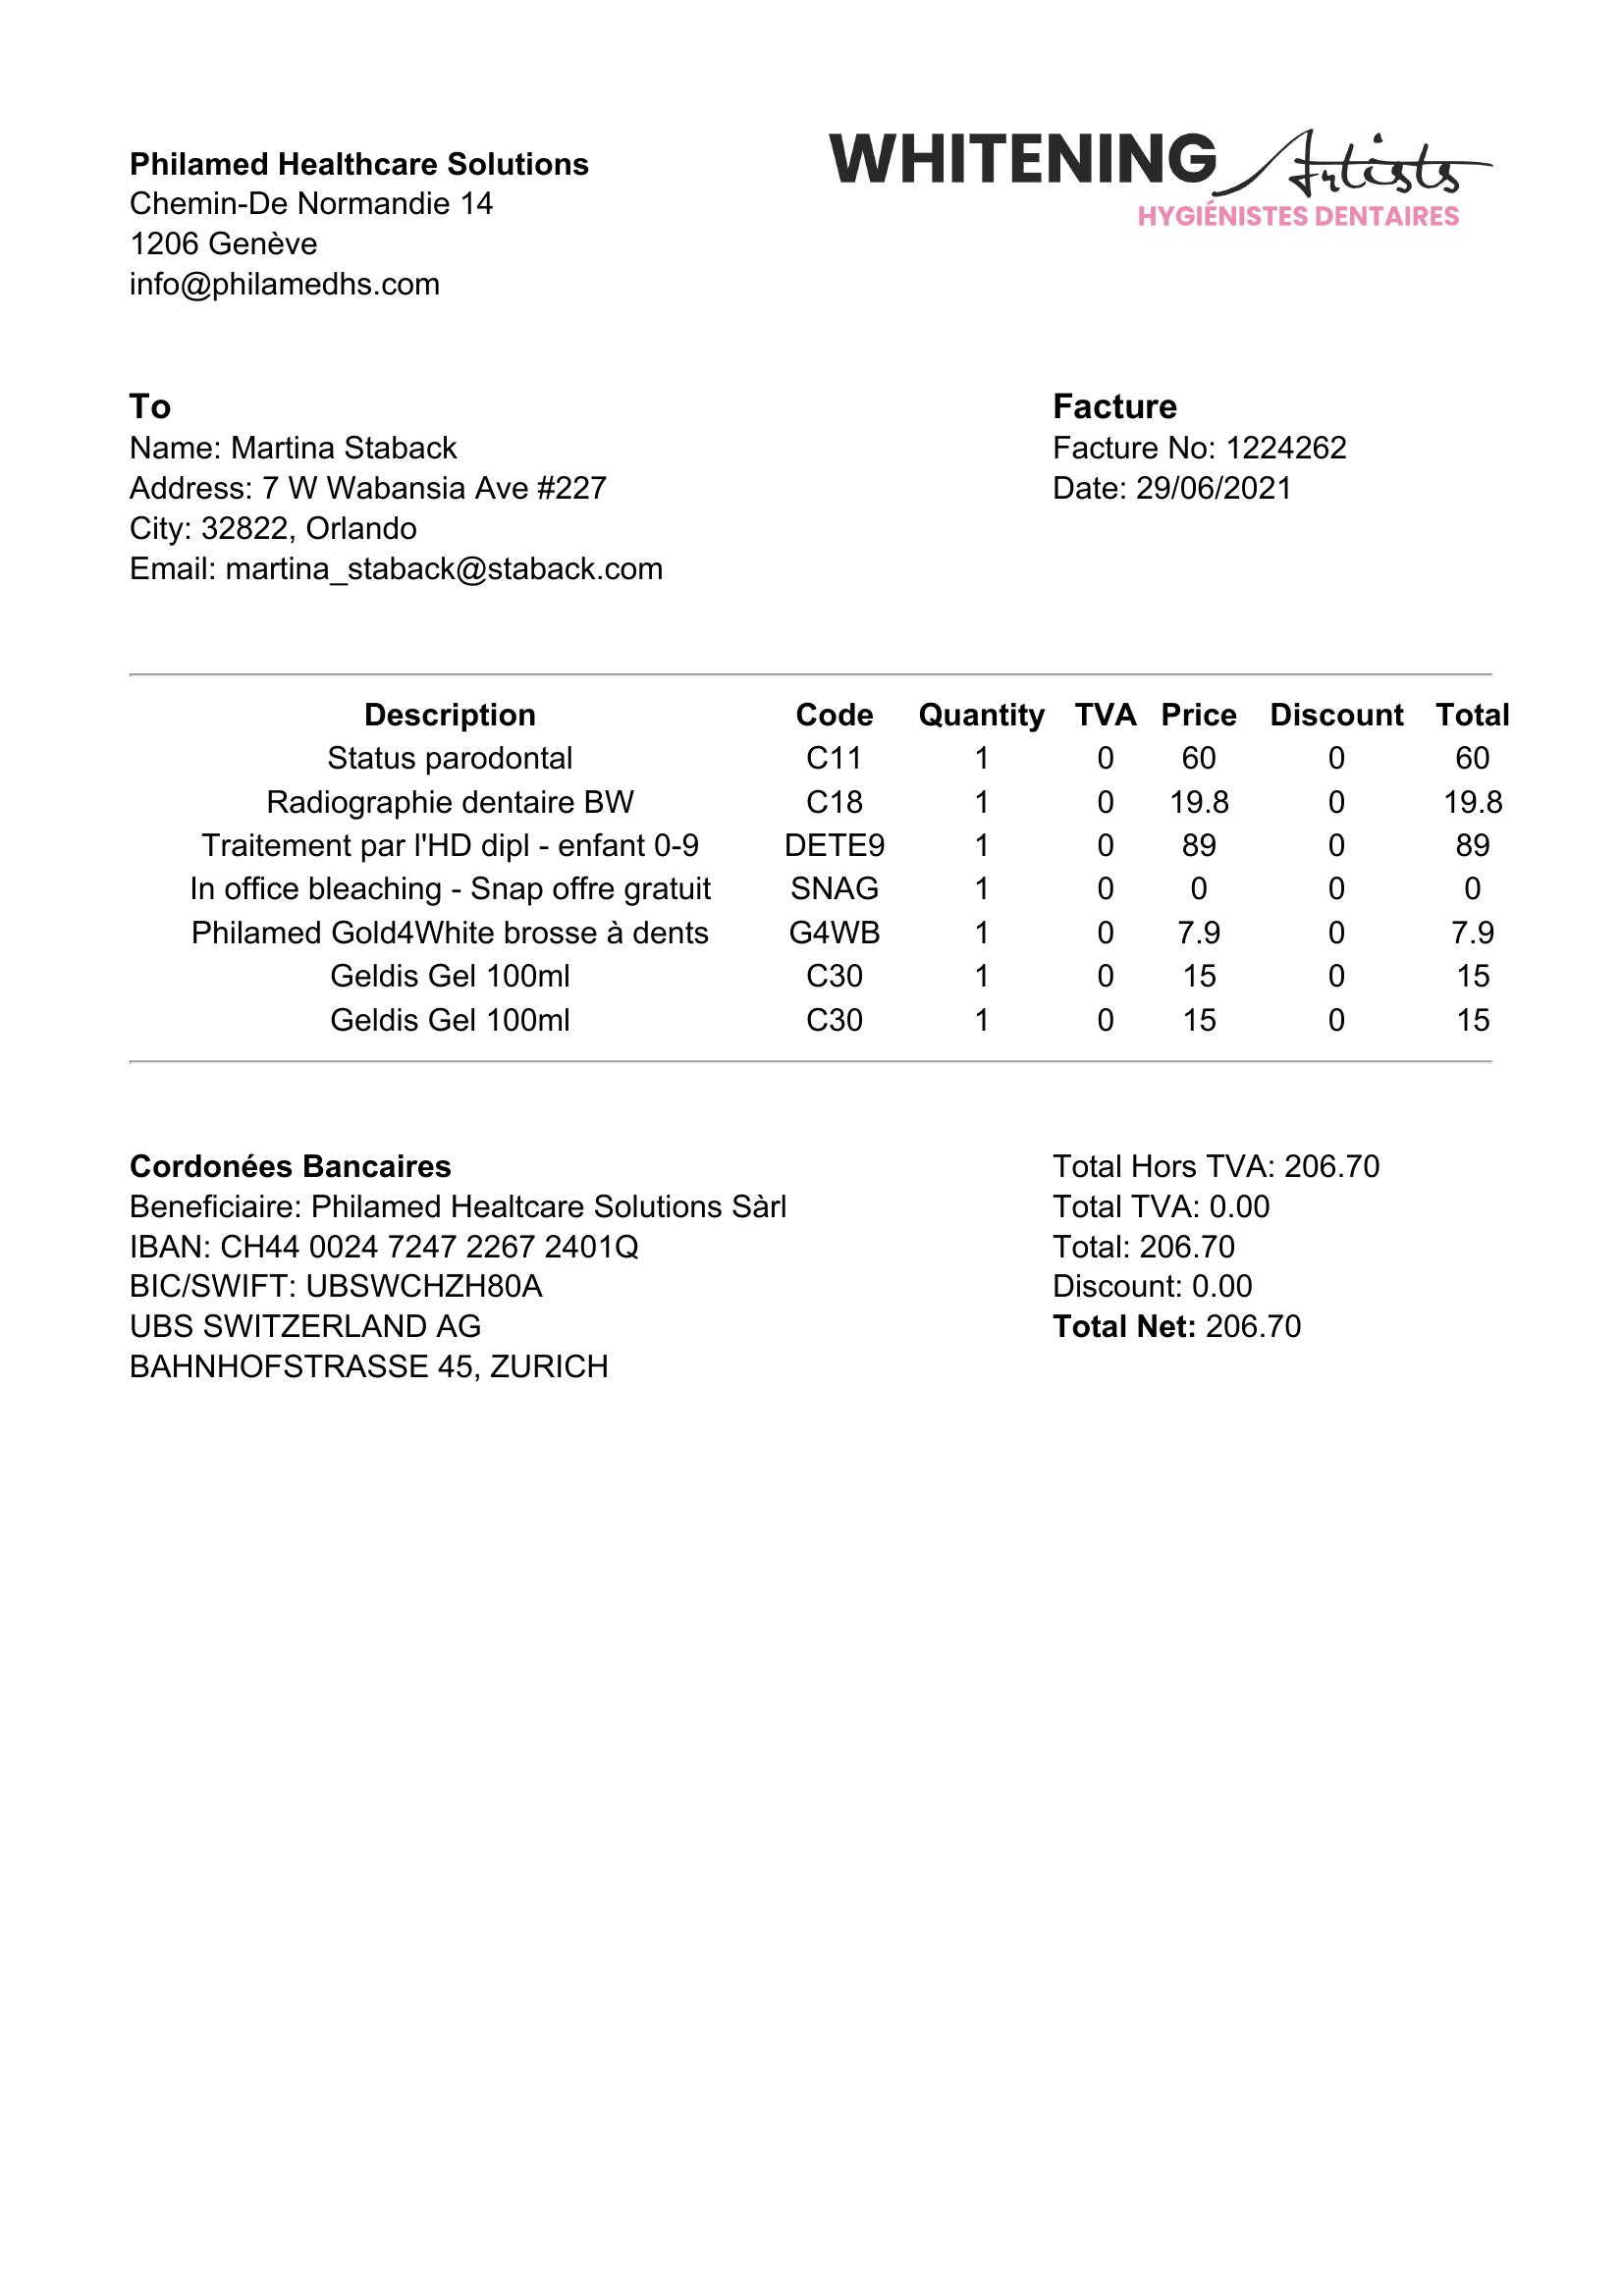 Philamed Healthcare Solutions
Chemin-De Normandie 14
1206 Genève
info@philamedhs.com
WHITENING Artists
HYGIÉNISTES DENTAIRES
To
Name: Martina Staback
Address: 7 W Wabansia Ave #227
City: 32822, Orlando
Email: martina_staback@staback.com
Facture
Facture No: 1224262
Date: 29/06/2021
Description Code Quantity TVA Price Discount Total
Status parodontal C11 1 0 60 0 60
Radiographie dentaire BW C18 1 0 19.8 0 19.8
Traitement par l'HD dipl - enfant 0-9 DETE9 1 0 89 0 89
In office bleaching - Snap offre gratuit SNAG 1 0 0 0 0
Philamed Gold4White brosse à dents G4WB 1 0 7.9 0 7.9
Geldis Gel 100ml C30 1 0 15 0 15
Geldis Gel 100ml C30 1 0 15 0 15
Cordonées Bancaires
Beneficiaire: Philamed Healtcare Solutions Sàrl
IBAN: CH44 0024 7247 2267 2401Q
BIC/SWIFT: UBSWCHZH80A
UBS SWITZERLAND AG
BAHNHOFSTRASSE 45, ZURICH
Total Hors TVA: 206.70
Total TVA: 0.00
Total: 206.70
Discount: 0.00
Total Net: 206.70